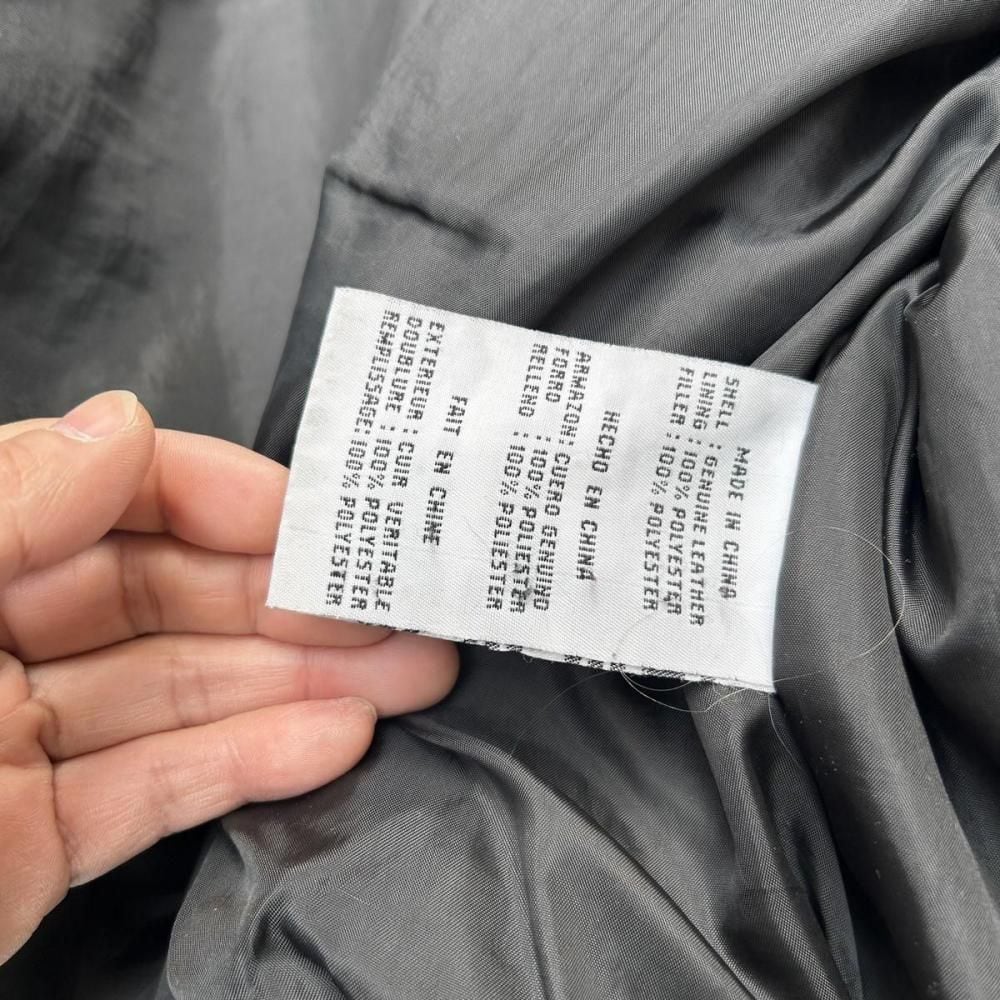 MADE IN CHINA
SHELL : GENUINE LEATHER
LINING : 100% POLYESTER
FILLER : 100% POLYESTER
HECHO EN CHINA
ARMAZON CUERO GENUINO
FORRO : 100% POLIESTER
RELLENO : 100% POLIESTER
FAIT EN CHINE
EXTERIEUR : CUIR VERITABLE
DOUBLURE : 100% POLYESTER
REMPLISSAGE: 100% POLYESTER